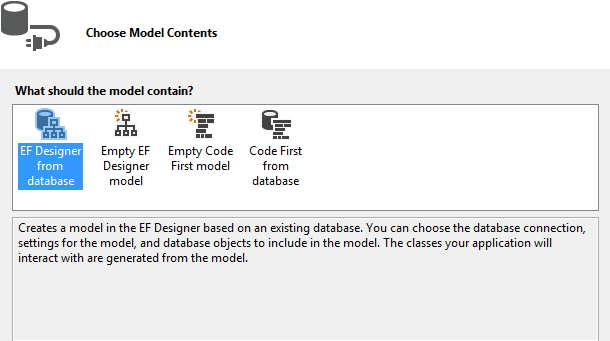 Choose Model Contents
What should the model contain?
EF Designer
from
database
Empty EF
Designer
model
Empty Code
First model
Code First
from
database
Creates a model in the EF Designer based on an existing database. You can choose the database connection,
settings for the model, and database objects to include in the model. The classes your application will
interact with are generated from the model.